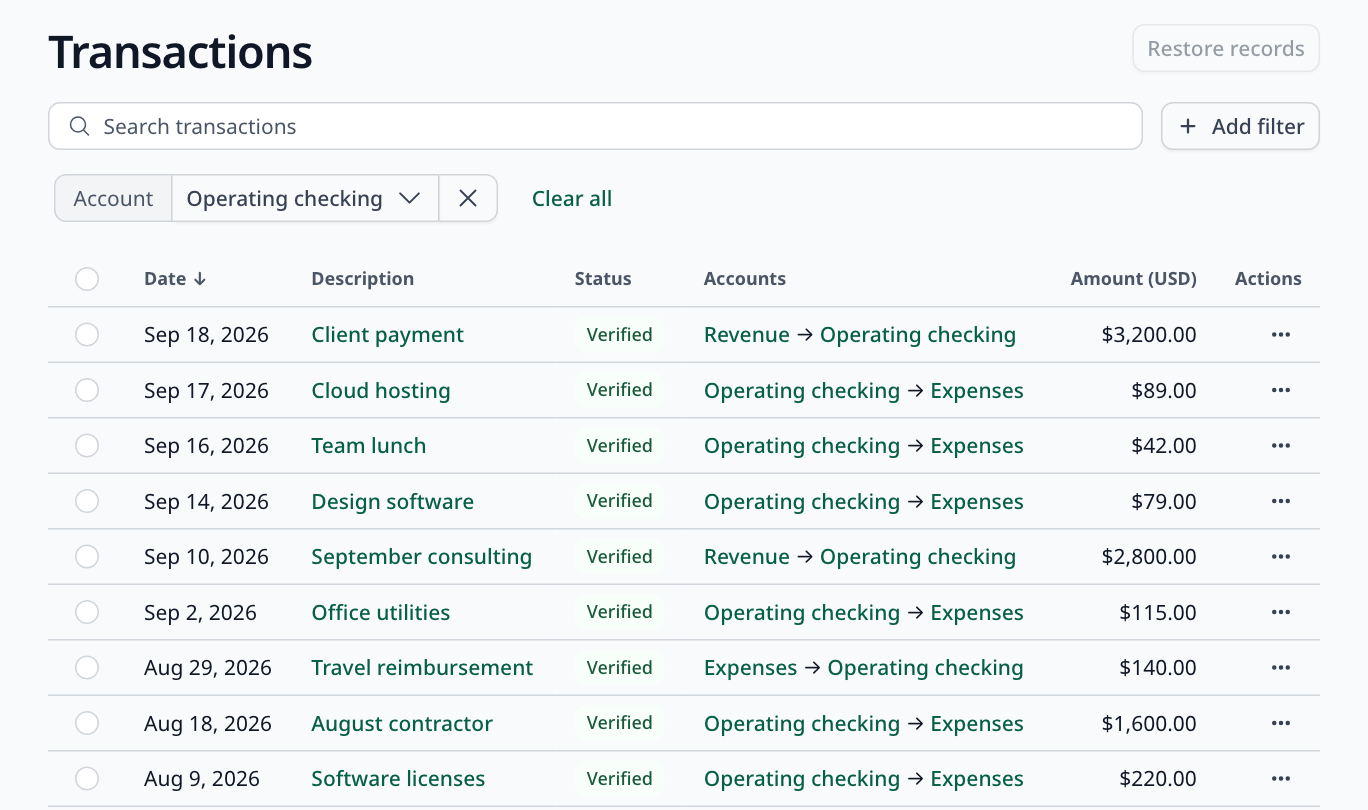 Transactions
Restore records
Search transactions
+ Add filter
Account Operating checking Clear all
Date ↓ Description Status Accounts Amount (USD) Actions
Sep 18, 2026 Client payment Verified Revenue → Operating checking $3,200.00 •••
Sep 17, 2026 Cloud hosting Verified Operating checking → Expenses $89.00 •••
Sep 16, 2026 Team lunch Verified Operating checking → Expenses $42.00 •••
Sep 14, 2026 Design software Verified Operating checking → Expenses $79.00 •••
Sep 10, 2026 September consulting Verified Revenue → Operating checking $2,800.00 •••
Sep 2, 2026 Office utilities Verified Operating checking → Expenses $115.00 •••
Aug 29, 2026 Travel reimbursement Verified Expenses → Operating checking $140.00 •••
Aug 18, 2026 August contractor Verified Operating checking → Expenses $1,600.00 •••
Aug 9, 2026 Software licenses Verified Operating checking → Expenses $220.00 •••